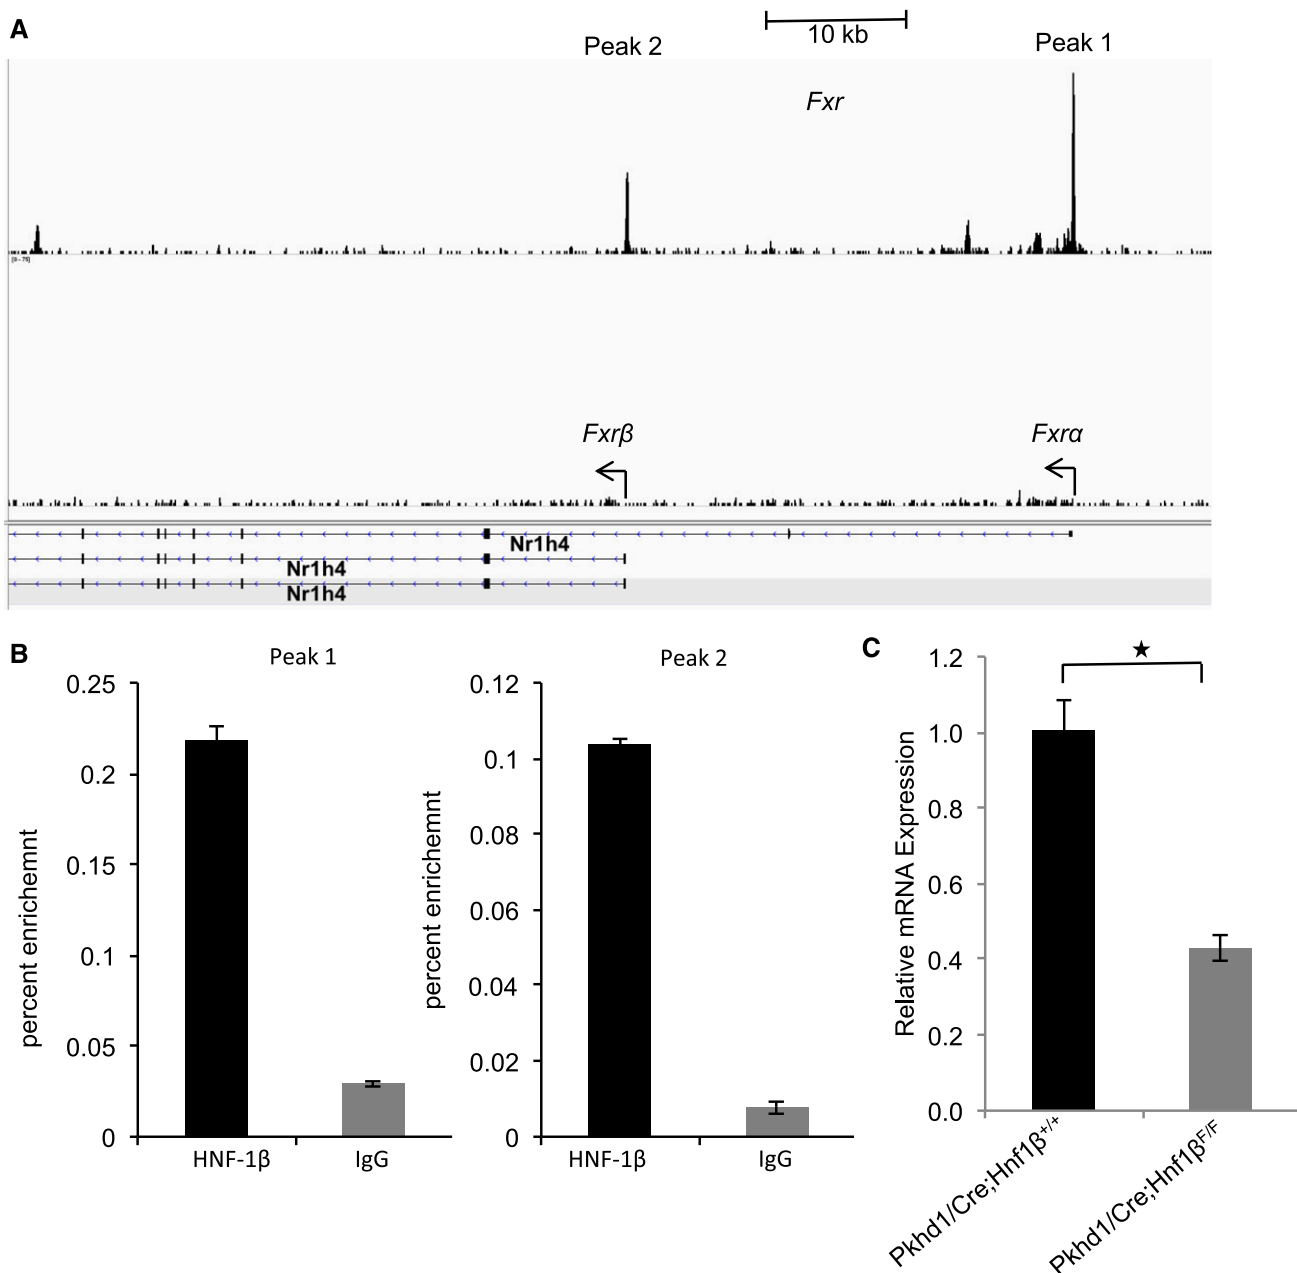 A
10 kb
Peak 2
Peak 1
Fxr
[0 - 75]
Fxrβ
Fxrα
Nr1h4
Nr1h4
Nr1h4
B
Peak 1
percent enrichemnt
0.25
0.2
0.15
0.1
0.05
0
HNF-1β
IgG
Peak 2
percent enrichemnt
0.12
0.1
0.08
0.06
0.04
0.02
0
HNF-1β
IgG
C
★
Relative mRNA Expression
1.2
1.0
0.8
0.6
0.4
0.2
0.0
Pkhd1/Cre;Hnf1β+/+
Pkhd1/Cre;Hnf1βF/F